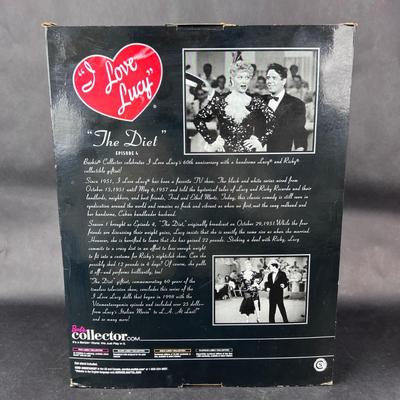 "I Love
Lucy"
®
"The Diet"
EPISODE 4
Barbie® Collector celebrates I Love Lucy's 60th anniversary with a handsome Lucy® and Ricky®
collectible giftset!
Since 1951, I Love Lucy® has been a favorite TV show. The black and white series aired from
October 15, 1951 until May 6, 1957 and told the hysterical tales of Lucy and Ricky Ricardo and their
landlords, neighbors, and best friends, Fred and Ethel Mertz. Today, this classic comedy is still seen in
syndication around the world and remains as fresh and vibrant as when we first met the zany redhead and
her handsome, Cuban bandleader husband.
Season 1 brought us Episode 4, "The Diet," originally broadcast on October 29, 1951. While the four
friends are discussing their weight gains, Lucy insists that she is exactly the same size as when she married.
However, she is horrified to learn that she has gained 22 pounds. Striking a deal with Ricky, Lucy
commits to a crazy diet in an effort to lose enough weight
to fit into a costume for Ricky's nightclub show. Can she
possibly shed 12 pounds in 4 days? Of course, she pulls
it off—and performs brilliantly, too!
"The Diet" giftset, commemorating 60 years of the
timeless television show, concludes this series of the
I Love Lucy dolls that began in 1998 with the
Vitameatavegamin episode and included over 25 dolls—
from Lucy's Italian Movie to L.A. At Last!
and so many more!
Barbie
collector.COM
It's a Barbie® World. We Just Play In It.